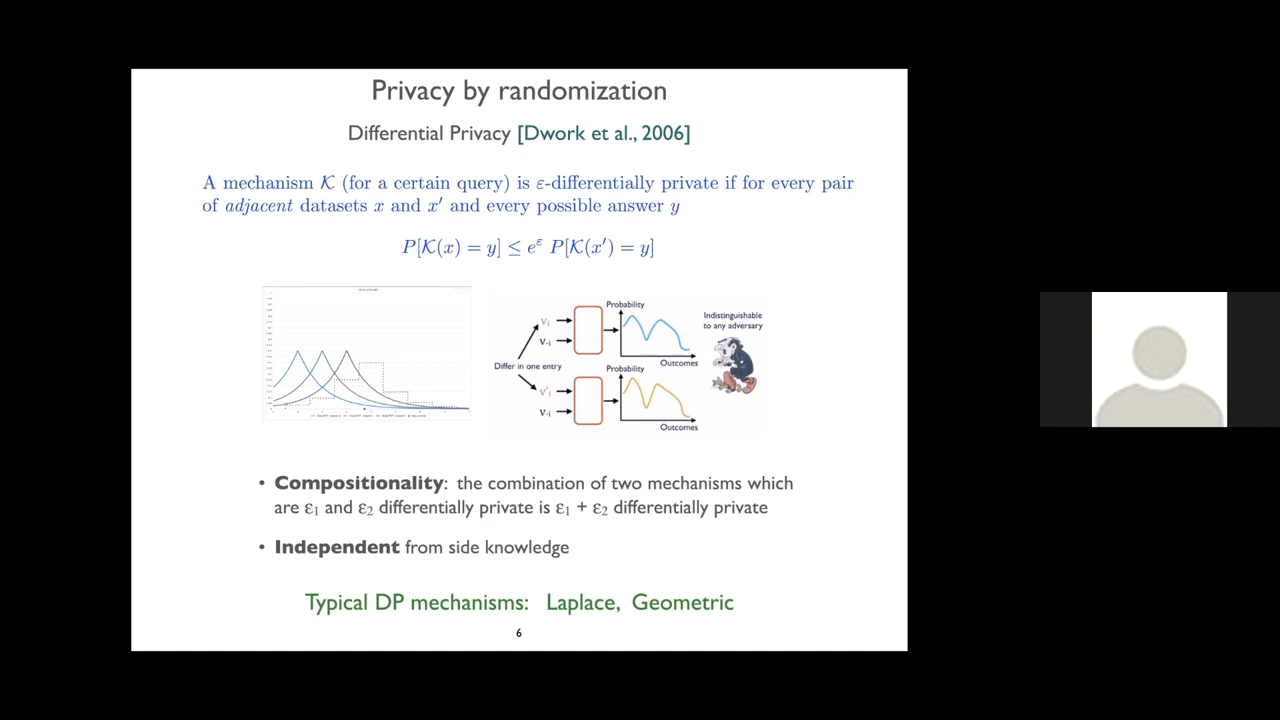 Privacy by randomization
Differential Privacy [Dwork et al., 2006]
A mechanism 𝒦 (for a certain query) is ε-differentially private if for every pair
of adjacent datasets x and x′ and every possible answer y
P[𝒦(x) = y] ≤ e^ε P[𝒦(x′) = y]
Probability
Vi
V-i
Outcomes
Indistinguishable
to any adversary
Differ in one entry
Probability
V'i
V-i
Outcomes
• Compositionality: the combination of two mechanisms which
are ε1 and ε2 differentially private is ε1 + ε2 differentially private
• Independent from side knowledge
Typical DP mechanisms: Laplace, Geometric
6